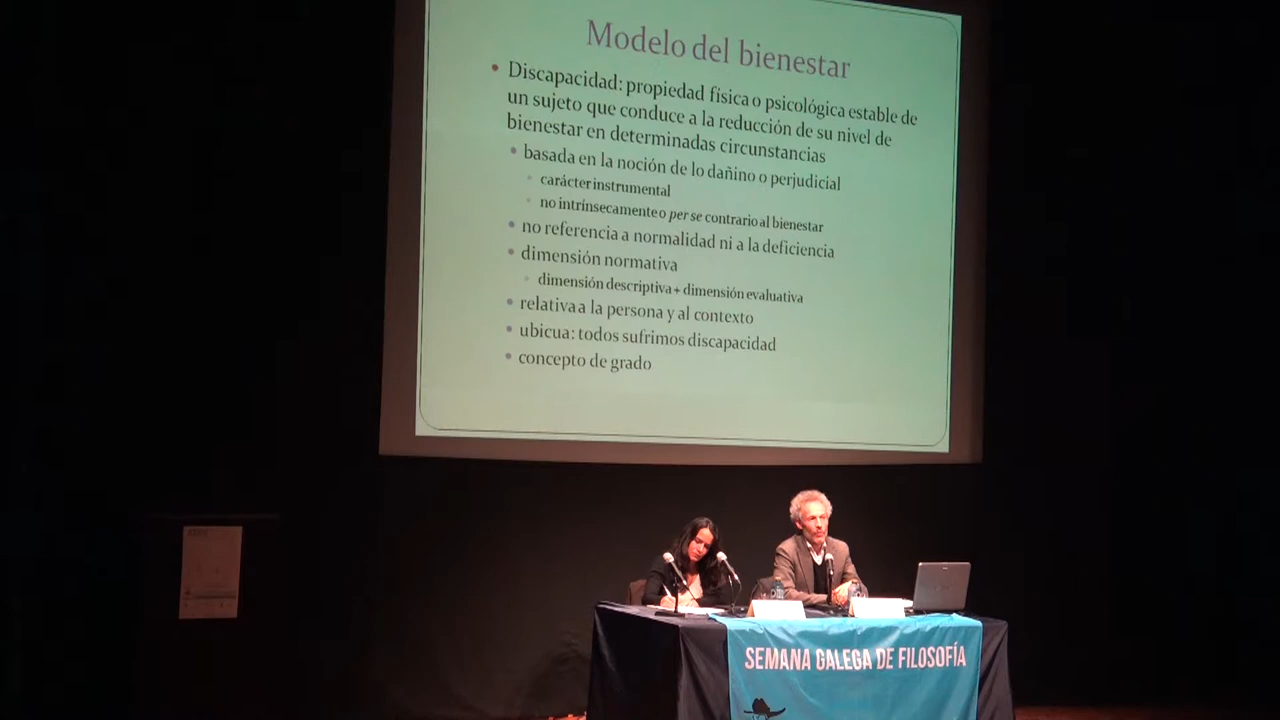 Modelo del bienestar
• Discapacidad: propiedad física o psicológica estable de
un sujeto que conduce a la reducción de su nivel de
bienestar en determinadas circunstancias
• basada en la noción de lo dañino o perjudicial
• carácter instrumental
• no intrínsecamente o per se contrario al bienestar
• no referencia a normalidad ni a la deficiencia
• dimensión normativa
• dimensión descriptiva + dimensión evaluativa
• relativa a la persona y al contexto
• ubicua: todos sufrimos discapacidad
• concepto de grado
SEMANA GALEGA DE FILOSOFÍA